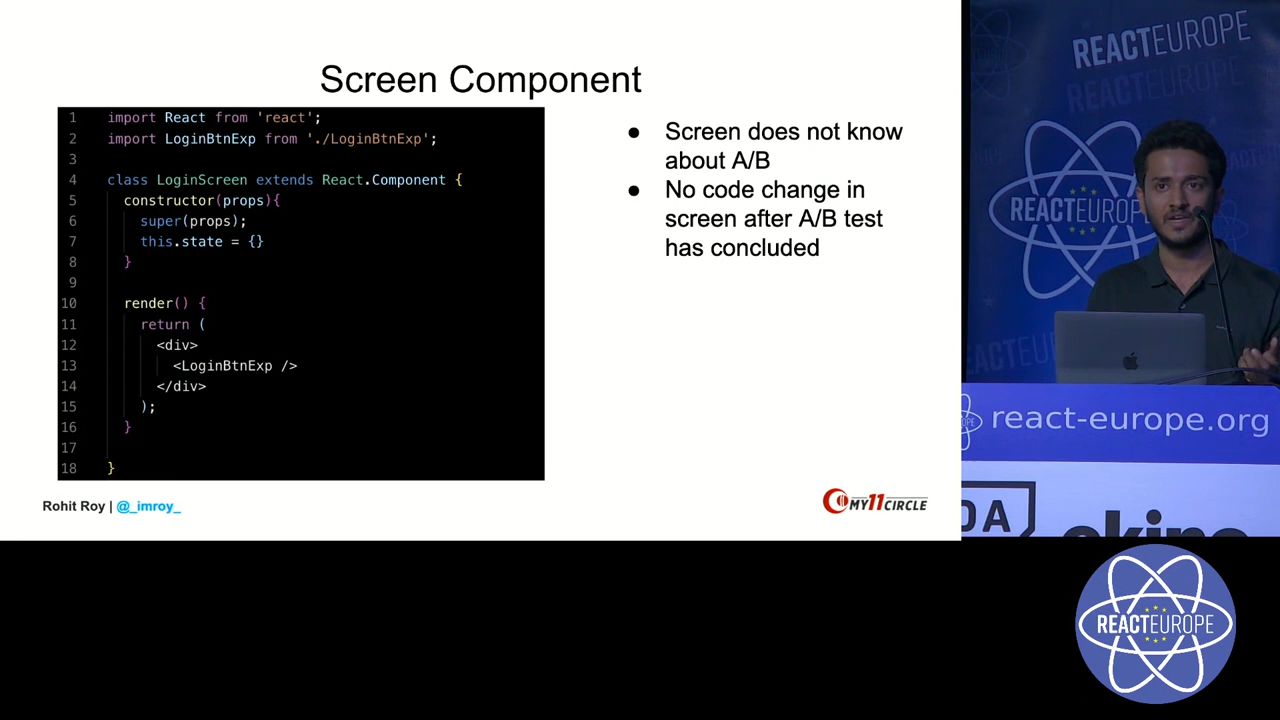 Screen Component
1 import React from 'react';
2 import LoginBtnExp from './LoginBtnExp';
3
4 class LoginScreen extends React.Component {
5 constructor(props){
6 super(props);
7 this.state = {}
8 }
9
10 render() {
11 return (
12 <div>
13 <LoginBtnExp />
14 </div>
15 );
16 }
17
18 }
● Screen does not know
about A/B
● No code change in
screen after A/B test
has concluded
Rohit Roy | @_imroy_
MY11CIRCLE
REACTEUROPE
REACTEUROPE
REACTEUROPE
react-europe.org
REACTEUROPE